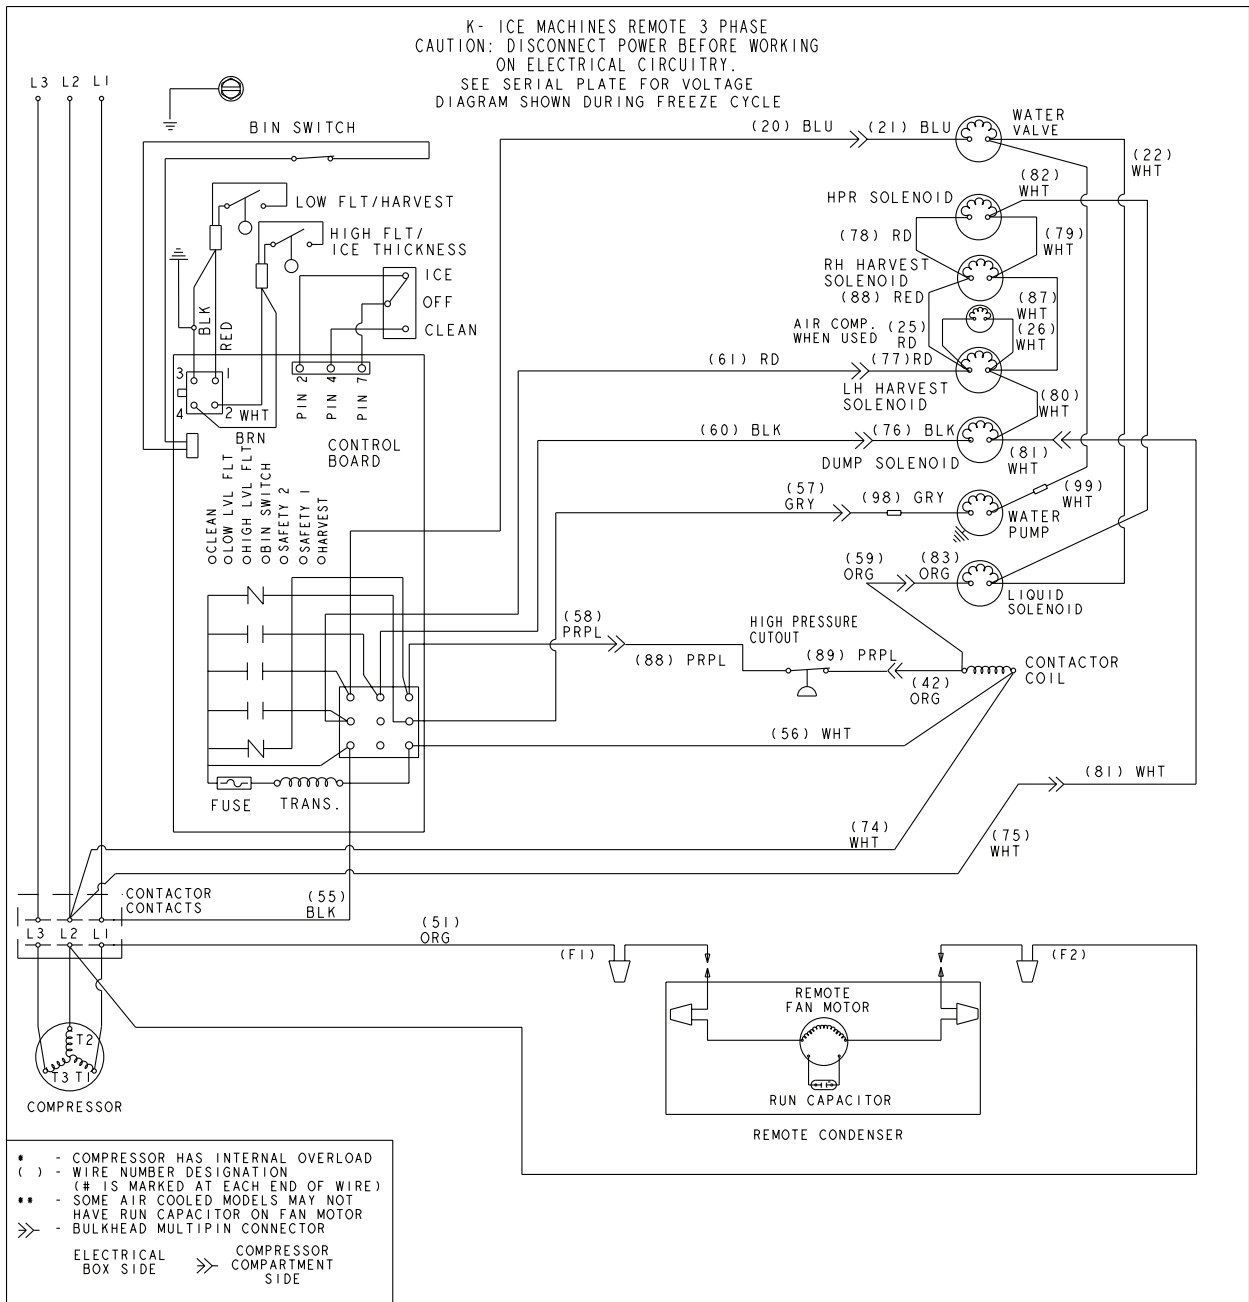 K- ICE MACHINES REMOTE 3 PHASE
CAUTION: DISCONNECT POWER BEFORE WORKING
ON ELECTRICAL CIRCUITRY.
SEE SERIAL PLATE FOR VOLTAGE
DIAGRAM SHOWN DURING FREEZE CYCLE
L3 L2 L1
BIN SWITCH
LOW FLT/HARVEST
HIGH FLT/
ICE THICKNESS
ICE
OFF
CLEAN
BLK
RED
3 1
4 2
WHT
BRN
PIN 2
PIN 4
PIN 7
CONTROL
BOARD
CLEAN
LOW LVL FLT
HIGH LVL FLT
BIN SWITCH
SAFETY 2
SAFETY 1
HARVEST
FUSE
TRANS.
(20) BLU
(21) BLU
WATER
VALVE
(22)
WHT
(82)
WHT
HPR SOLENOID
(78) RD
(79)
WHT
RH HARVEST
SOLENOID
(88) RED
(87)
WHT
AIR COMP.
WHEN USED
(25)
RD
(26)
WHT
(61) RD
(77)RD
LH HARVEST
SOLENOID
(80)
WHT
(60) BLK
(76) BLK
DUMP SOLENOID
(81)
WHT
(57)
GRY
(98) GRY
(99)
WHT
WATER
PUMP
(59)
ORG
(83)
ORG
LIQUID
SOLENOID
(58)
PRPL
HIGH PRESSURE
CUTOUT
(88) PRPL
(89) PRPL
(42)
ORG
CONTACTOR
COIL
(56) WHT
(81) WHT
(74)
WHT
(75)
WHT
CONTACTOR
CONTACTS
(55)
BLK
L3 L2 L1
(51)
ORG
(F1)
(F2)
REMOTE
FAN MOTOR
RUN CAPACITOR
REMOTE CONDENSER
T2
T3 T1
COMPRESSOR
* - COMPRESSOR HAS INTERNAL OVERLOAD
( ) - WIRE NUMBER DESIGNATION
(# IS MARKED AT EACH END OF WIRE)
** - SOME AIR COOLED MODELS MAY NOT
HAVE RUN CAPACITOR ON FAN MOTOR
- BULKHEAD MULTIPIN CONNECTOR
ELECTRICAL
BOX SIDE
COMPRESSOR
COMPARTMENT
SIDE